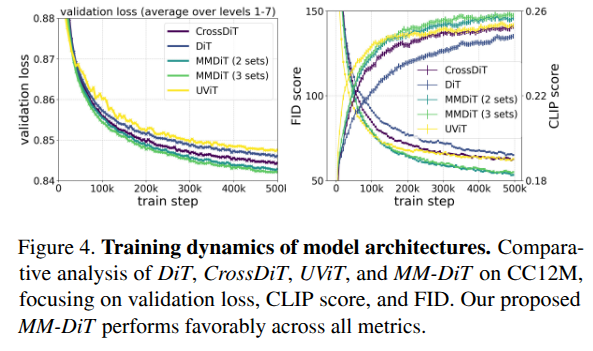 validation loss (average over levels 1-7)
0.88
0.87
0.86
0.85
0.84
validation loss
CrossDiT
DiT
MMDiT (2 sets)
MMDiT (3 sets)
UViT
0 100k 200k 300k 400k 500k
train step
150
100
50
FID score
CrossDiT
DiT
MMDiT (2 sets)
MMDiT (3 sets)
UViT
0.26
0.22
0.18
CLIP score
0 100k 200k 300k 400k 500k
train step
Figure 4. Training dynamics of model architectures. Compara-
tive analysis of DiT, CrossDiT, UViT, and MM-DiT on CC12M,
focusing on validation loss, CLIP score, and FID. Our proposed
MM-DiT performs favorably across all metrics.